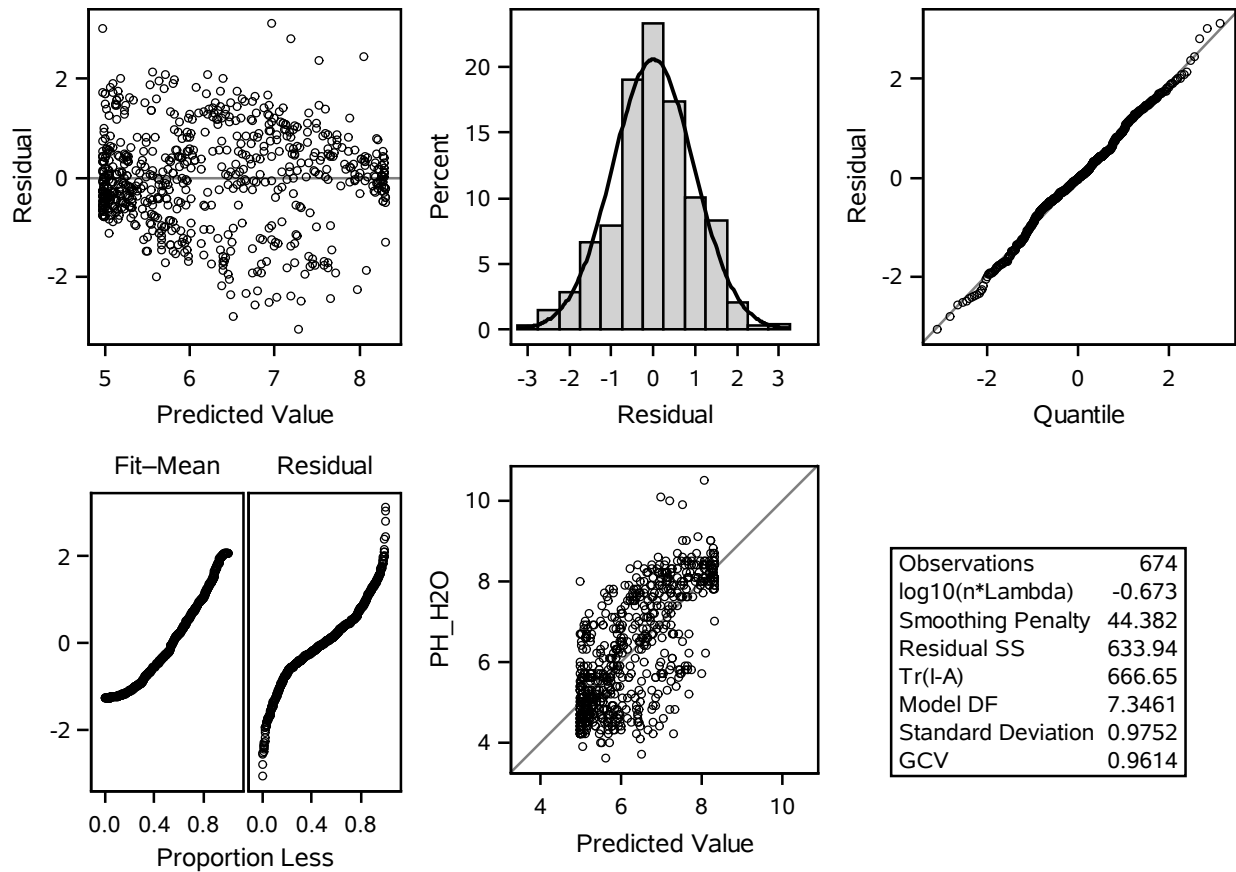 2
0
-2
Residual
5 6 7 8
Predicted Value
20
15
10
5
0
Percent
-3 -2 -1 0 1 2 3
Residual
2
0
-2
Residual
-2 0 2
Quantile
Fit–Mean Residual
2
0
-2
0.0 0.4 0.8 0.0 0.4 0.8
Proportion Less
10
8
6
4
PH_H2O
4 6 8 10
Predicted Value
Observations 674
log10(n*Lambda) -0.673
Smoothing Penalty 44.382
Residual SS 633.94
Tr(I-A) 666.65
Model DF 7.3461
Standard Deviation 0.9752
GCV 0.9614